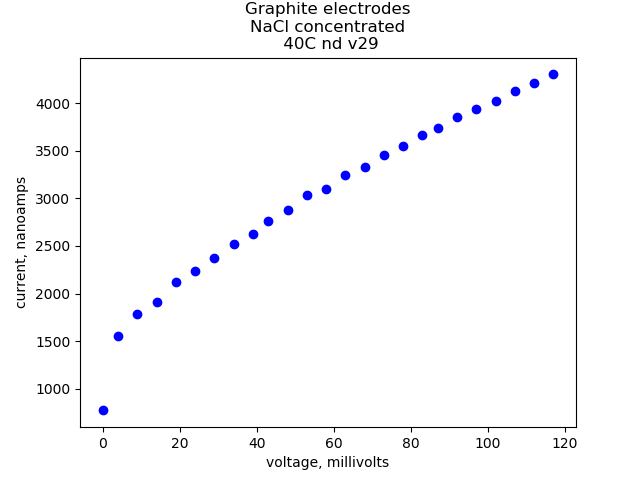 Graphite electrodes
NaCl concentrated
40C nd v29
4000
3500
3000
2500
2000
1500
1000
current, nanoamps
0 20 40 60 80 100 120
voltage, millivolts